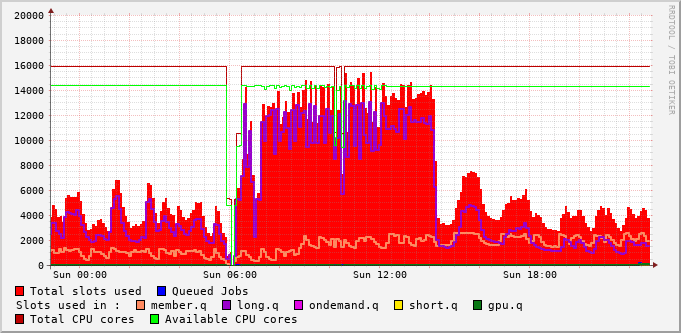 RRDTOOL / TOBI OETIKER
20000
18000
16000
14000
12000
10000
8000
6000
4000
2000
0
Sun 00:00 Sun 06:00 Sun 12:00 Sun 18:00
Total slots used Queued Jobs
Slots used in : member.q long.q ondemand.q short.q gpu.q
Total CPU cores Available CPU cores